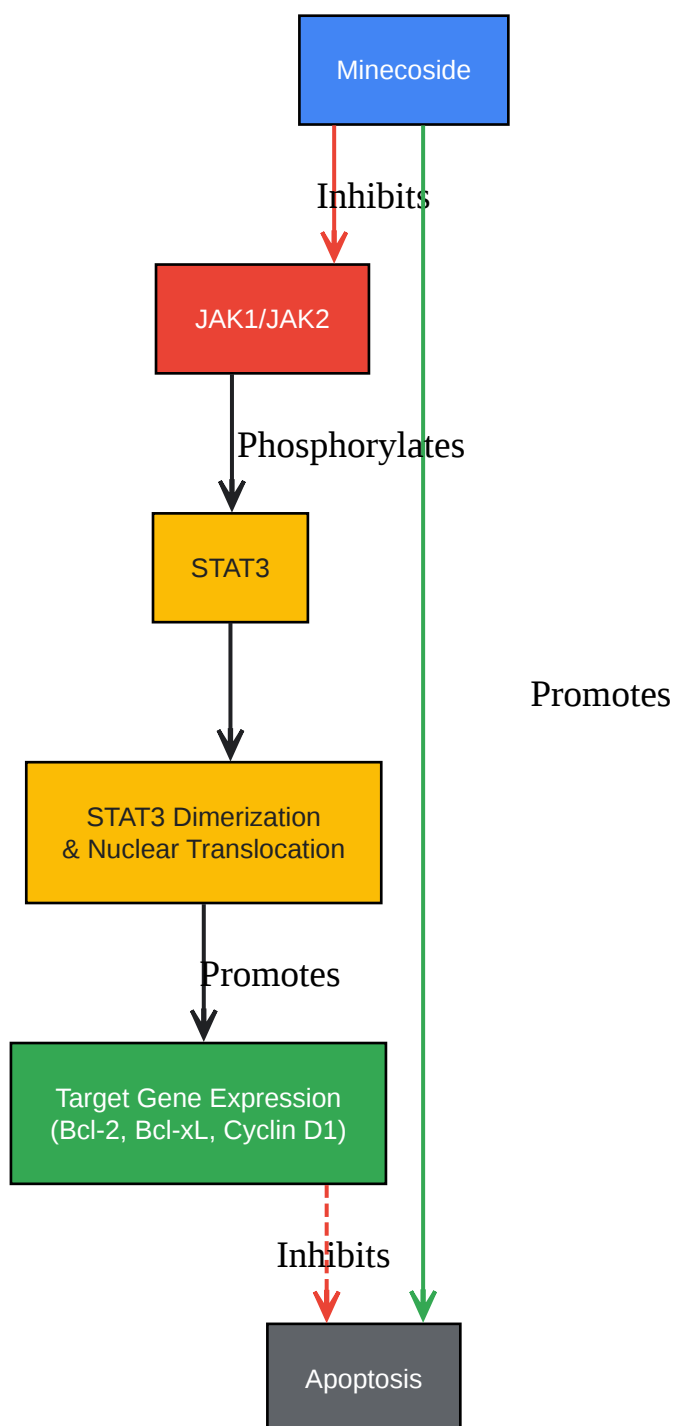 Minecoside
Inhibits
JAK1/JAK2
Phosphorylates
STAT3
Promotes
STAT3 Dimerization
& Nuclear Translocation
Promotes
Target Gene Expression
(Bcl-2, Bcl-xL, Cyclin D1)
Inhibits
Apoptosis